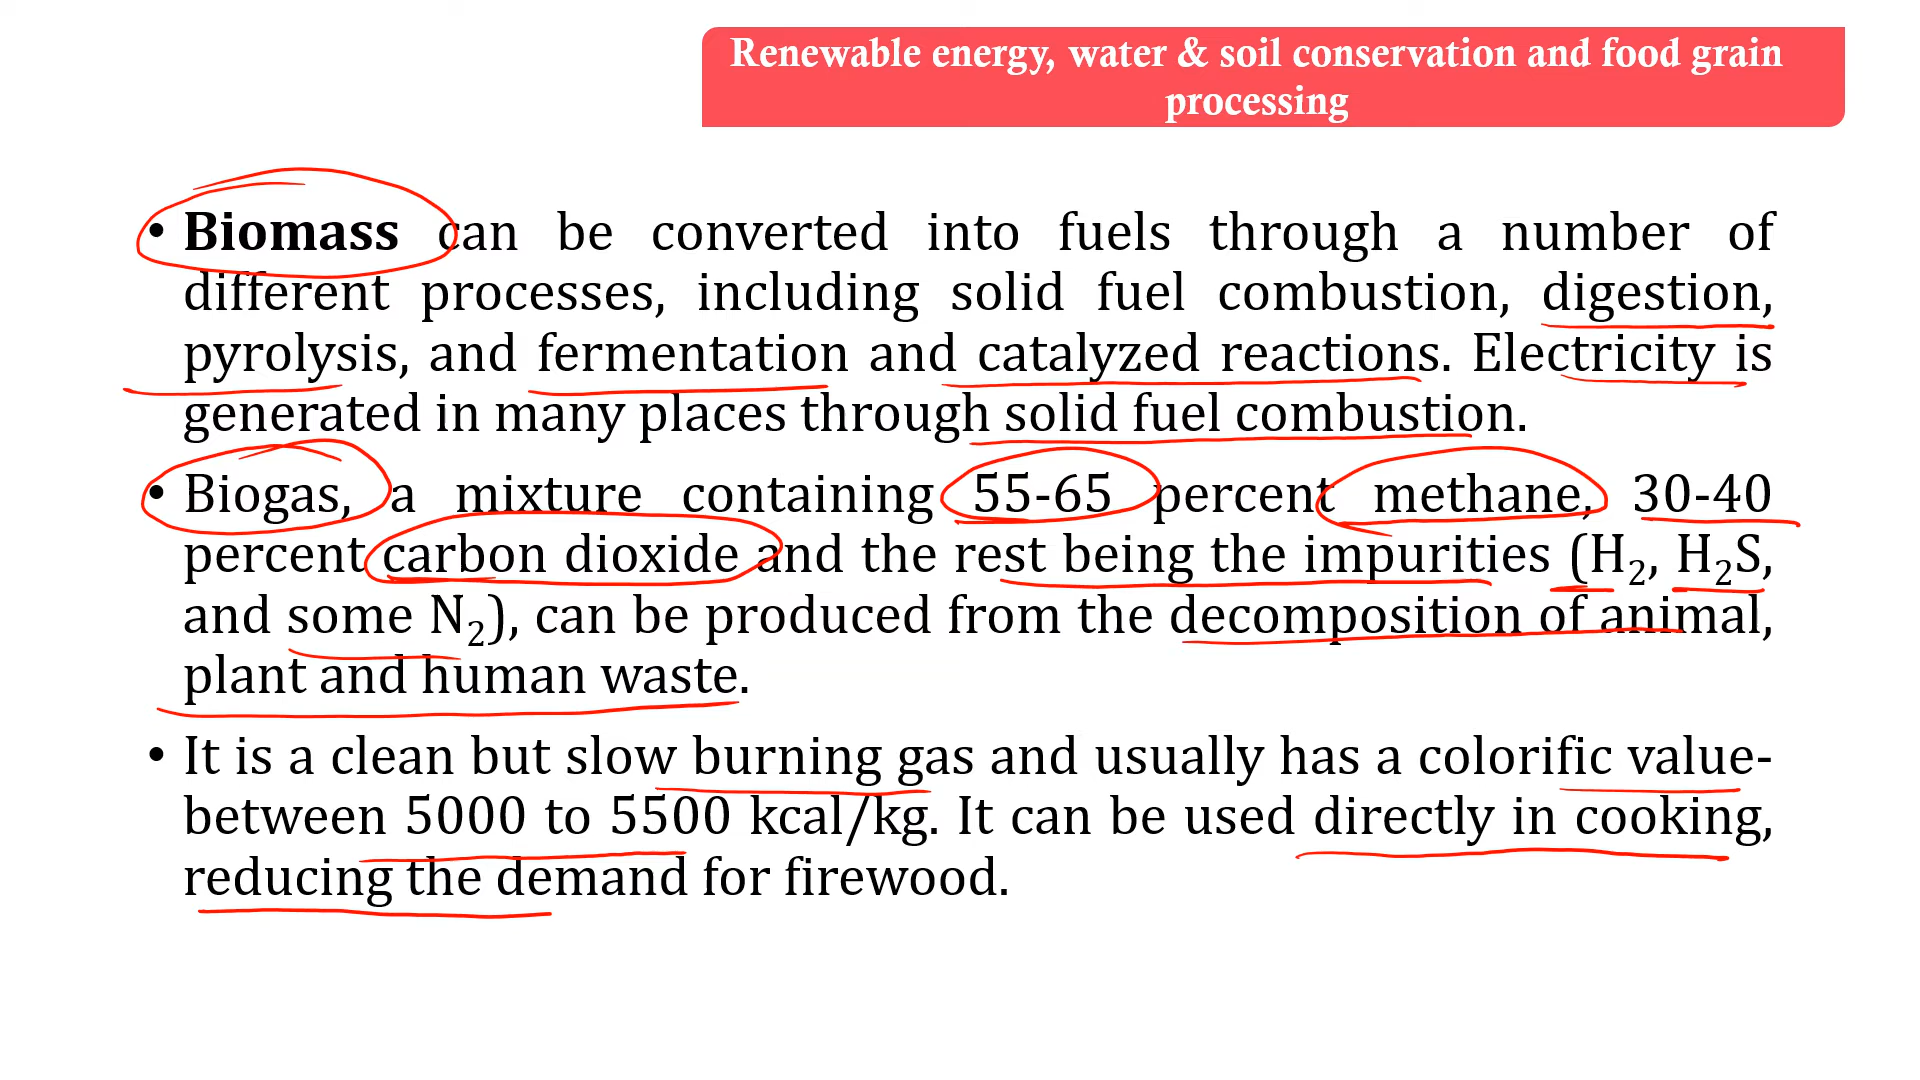 Renewable energy, water & soil conservation and food grain
processing
• Biomass can be converted into fuels through a number of
different processes, including solid fuel combustion, digestion,
pyrolysis, and fermentation and catalyzed reactions. Electricity is
generated in many places through solid fuel combustion.
• Biogas, a mixture containing 55-65 percent methane, 30-40
percent carbon dioxide and the rest being the impurities (H₂, H₂S,
and some N₂), can be produced from the decomposition of animal,
plant and human waste.
• It is a clean but slow burning gas and usually has a colorific value-
between 5000 to 5500 kcal/kg. It can be used directly in cooking,
reducing the demand for firewood.